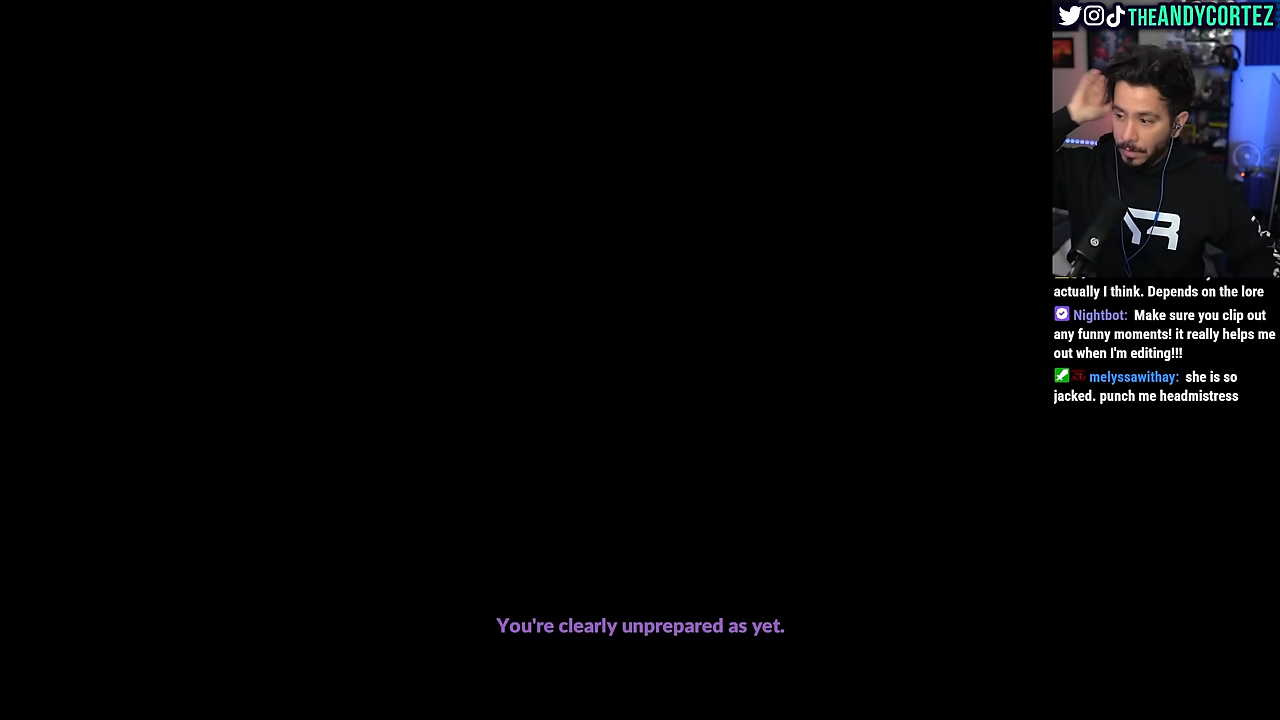 THEANDYCORTEZ
YR
actually I think. Depends on the lore
Nightbot: Make sure you clip out
any funny moments! it really helps me
out when I'm editing!!!
melyssawithay: she is so
jacked. punch me headmistress
You're clearly unprepared as yet.